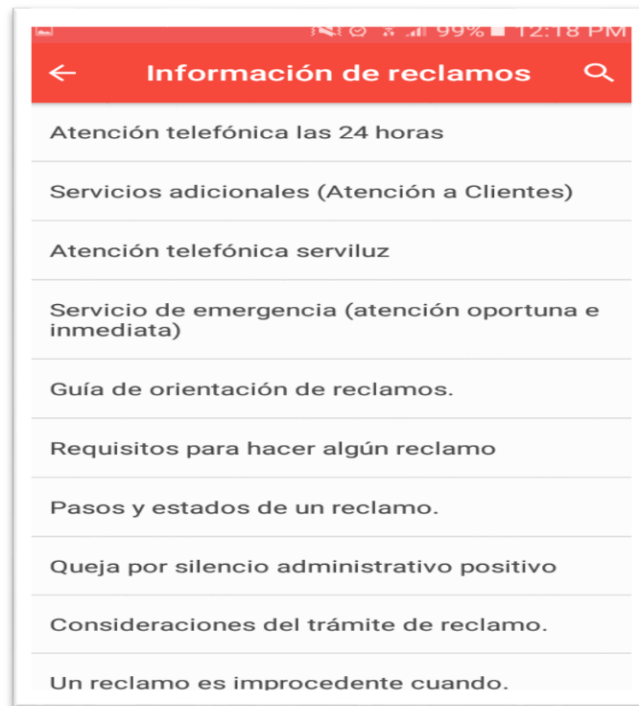 99% 12:18 PM
Información de reclamos
Atención telefónica las 24 horas
Servicios adicionales (Atención a Clientes)
Atención telefónica serviluz
Servicio de emergencia (atención oportuna e
inmediata)
Guía de orientación de reclamos.
Requisitos para hacer algún reclamo
Pasos y estados de un reclamo.
Queja por silencio administrativo positivo
Consideraciones del trámite de reclamo.
Un reclamo es improcedente cuando.